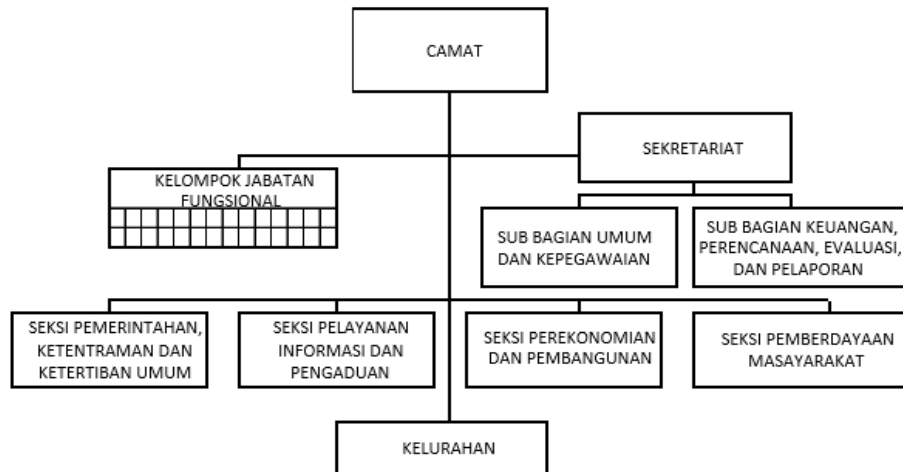 CAMAT
SEKRETARIAT
KELOMPOK JABATAN
FUNGSIONAL
SUB BAGIAN UMUM
DAN KEPEGAWAIAN
SUB BAGIAN KEUANGAN,
PERENCANAAN, EVALUASI,
DAN PELAPORAN
SEKSI PEMERINTAHAN,
KETENTRAMAN DAN
KETERTIBAN UMUM
SEKSI PELAYANAN
INFORMASI DAN
PENGADUAN
SEKSI PEREKONOMIAN
DAN PEMBANGUNAN
SEKSI PEMBERDAYAAN
MASAYARAKAT
KELURAHAN